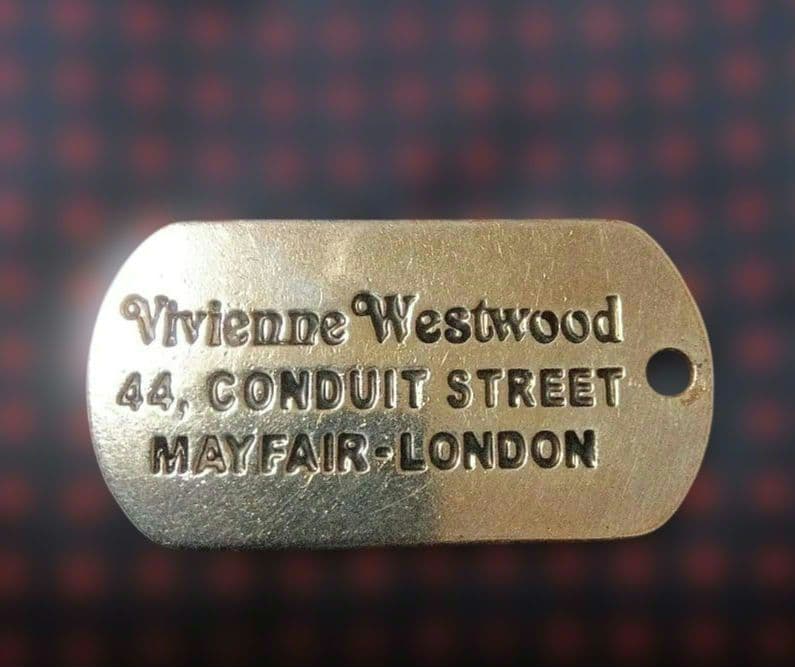 Vivienne Westwood
44, CONDUIT STREET
MAYFAIR-LONDON